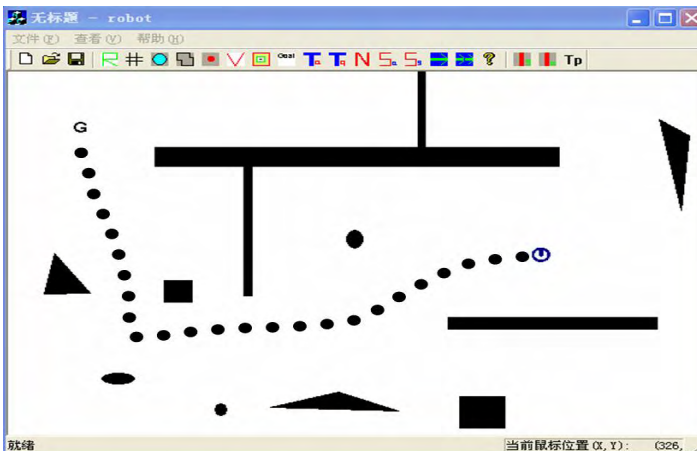 无标题 - robot
文件(F) 查看(V) 帮助(H)
Tp
G
就绪
当前鼠标位置(X,Y): (326,